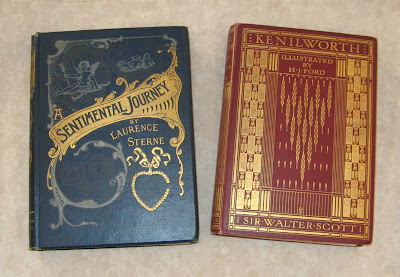 A
SENTIMENTAL JOURNEY
BY
LAURENCE
STERNE
KENILWORTH
ILLUSTRATED BY
H·J·FORD
SIR·WALTER·SCOTT